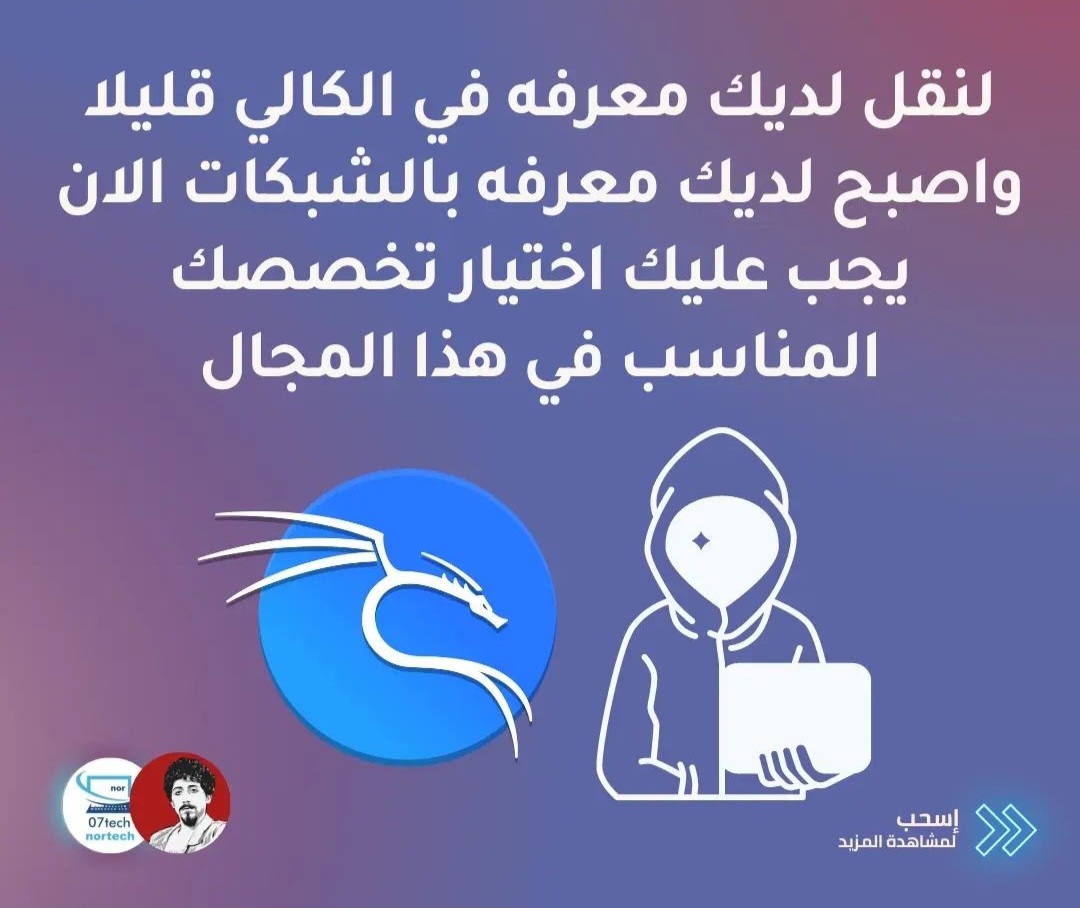 لنقل لديك معرفه في الكالي قليلا
واصبح لديك معرفه بالشبكات الان
يجب عليك اختيار تخصصك
المناسب في هذا المجال
nor
07tech
nortech
إسحب
لمشاهدة المزيد